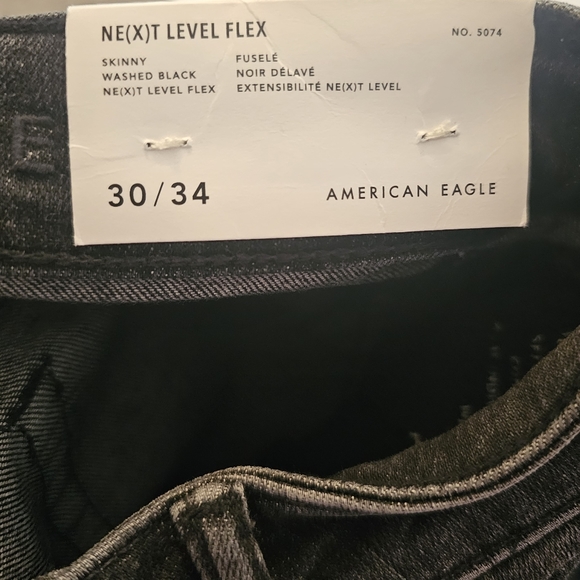 NE(X)T LEVEL FLEX
NO. 5074
SKINNY
WASHED BLACK
NE(X)T LEVEL FLEX
FUSELÉ
NOIR DÉLAVÉ
EXTENSIBILITÉ NE(X)T LEVEL
E
30/34
AMERICAN EAGLE